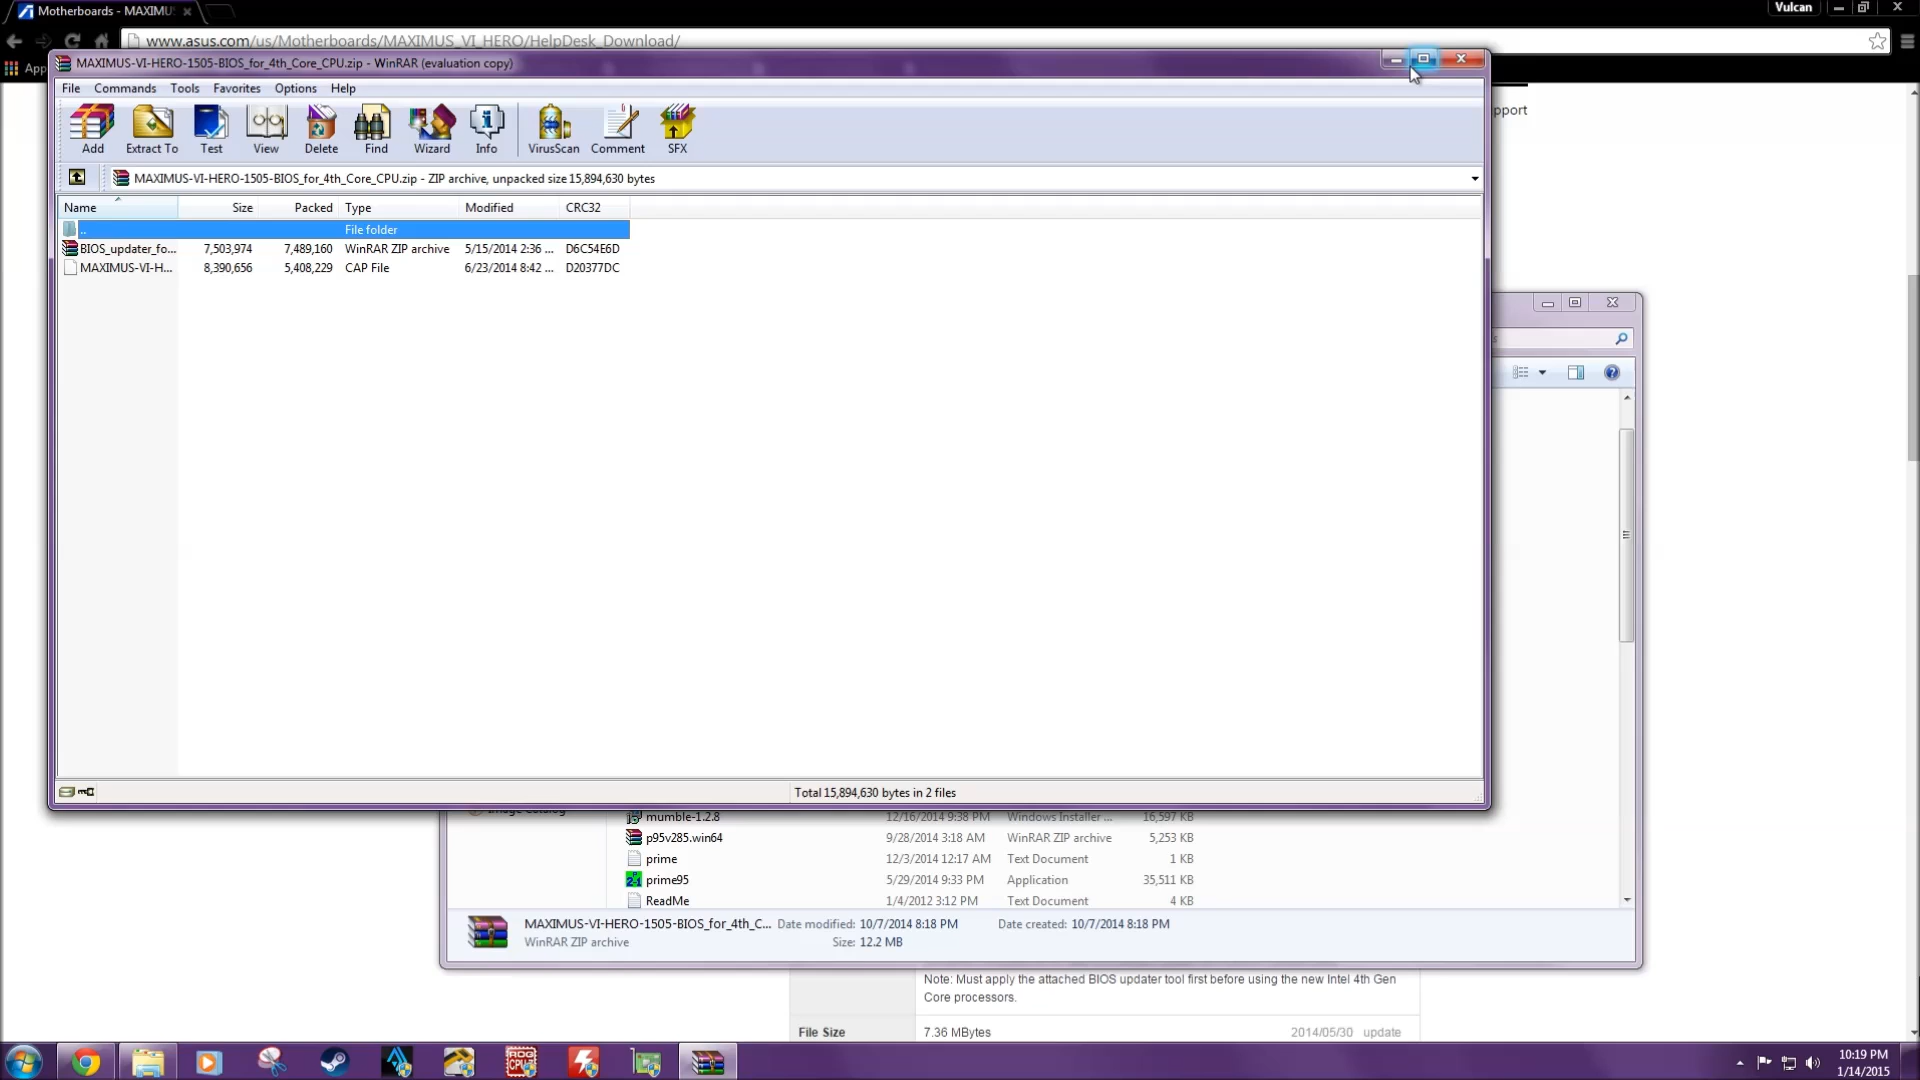 Motherboards - MAXIMU
Vulcan
www.asus.com/us/Motherboards/MAXIMUS_VI_HERO/HelpDesk_Download/
App
MAXIMUS-VI-HERO-1505-BIOS_for_4th_Core_CPU.zip - WinRAR (evaluation copy)
File Commands Tools Favorites Options Help
pport
Add Extract To Test View Delete Find Wizard Info VirusScan Comment SFX
MAXIMUS-VI-HERO-1505-BIOS_for_4th_Core_CPU.zip - ZIP archive, unpacked size 15,894,630 bytes
Name Size Packed Type Modified CRC32
.. File folder
BIOS_updater_fo... 7,503,974 7,489,160 WinRAR ZIP archive 5/15/2014 2:36 ... D6C54E6D
MAXIMUS-VI-H... 8,390,656 5,408,229 CAP File 6/23/2014 8:42 ... D20377DC
Total 15,894,630 bytes in 2 files
mumble-1.2.8 12/16/2014 9:38 PM Windows Installer ... 16,597 KB
p95v285.win64 9/28/2014 3:18 AM WinRAR ZIP archive 5,253 KB
prime 12/3/2014 12:17 AM Text Document 1 KB
prime95 5/29/2014 9:33 PM Application 35,511 KB
ReadMe 1/4/2012 3:12 PM Text Document 4 KB
MAXIMUS-VI-HERO-1505-BIOS_for_4th_C... Date modified: 10/7/2014 8:18 PM Date created: 10/7/2014 8:18 PM
WinRAR ZIP archive Size: 12.2 MB
Note: Must apply the attached BIOS updater tool first before using the new Intel 4th Gen
Core processors.
File Size 7.36 MBytes 2014/05/30 update
10:19 PM
1/14/2015